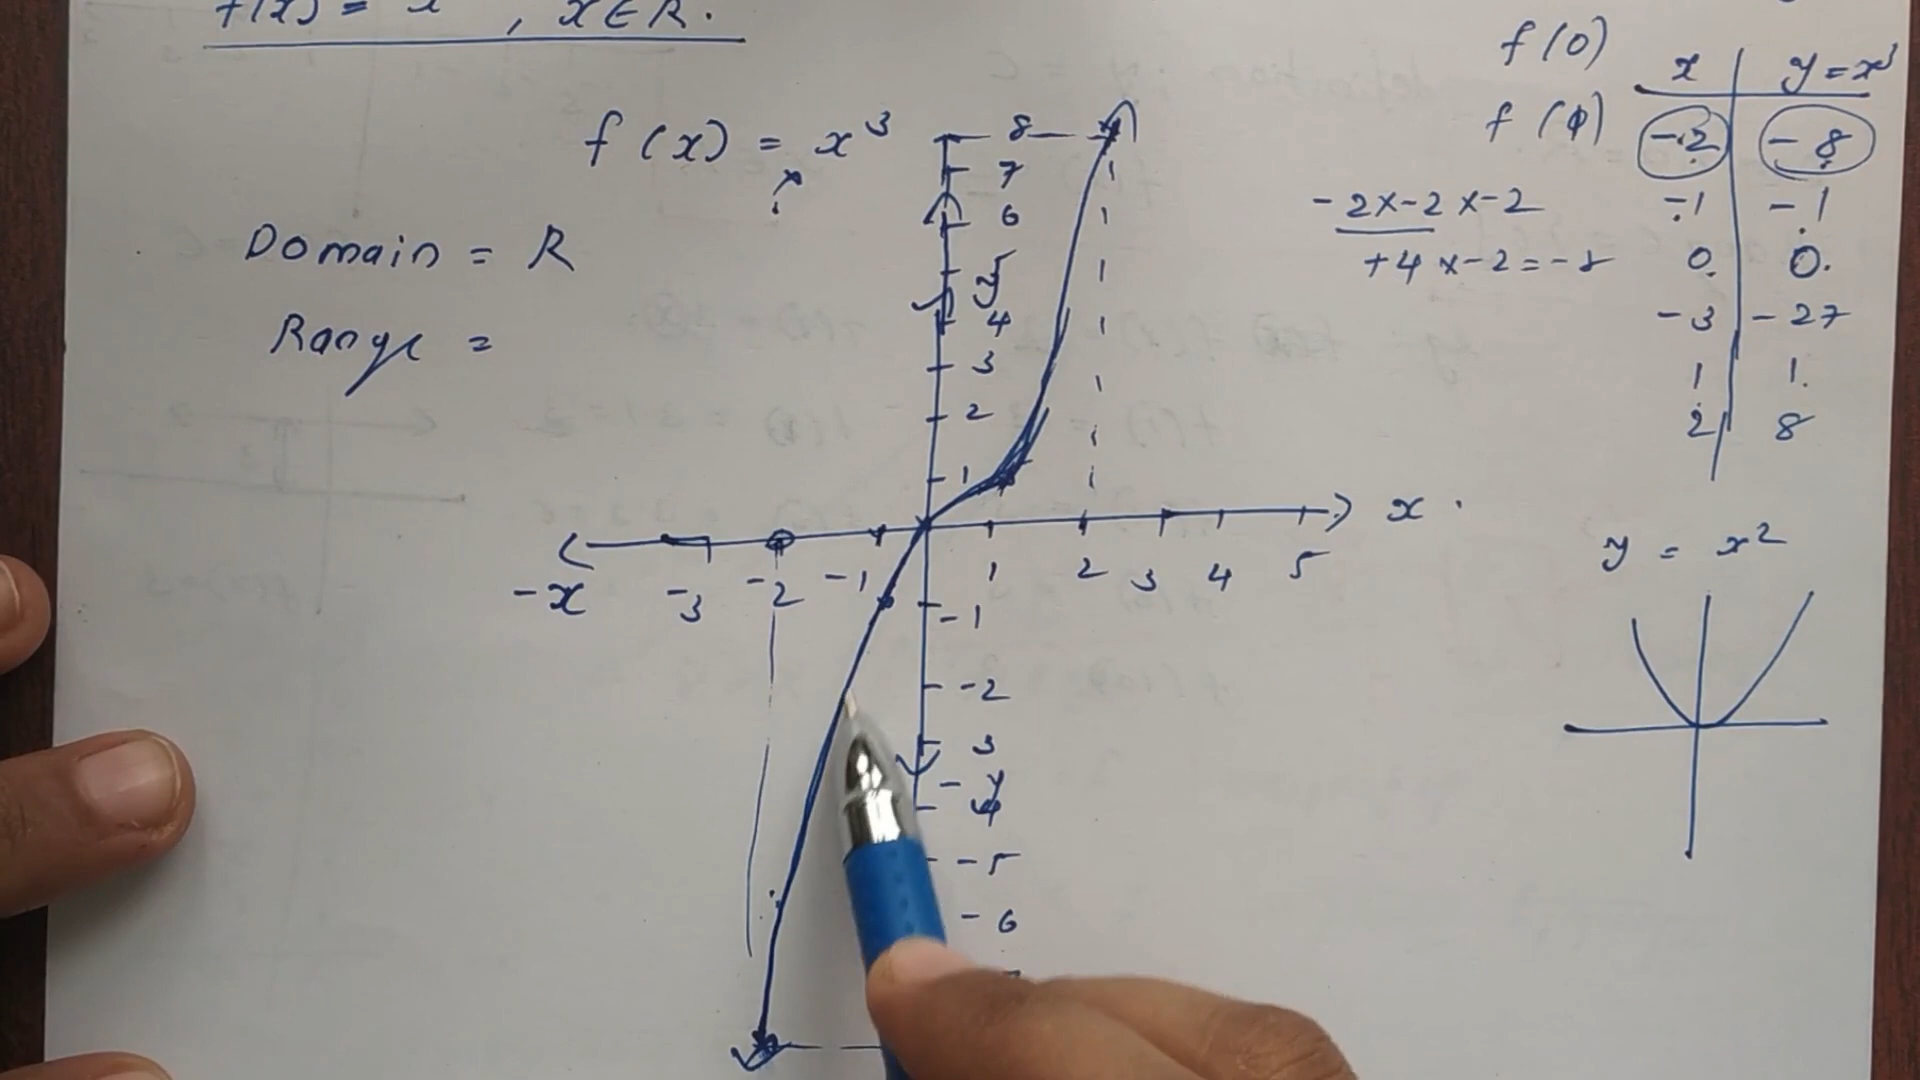 f(x) = x , x∈R.
f(x) = x³
Domain = R
Range =
8
7
6
5
y
4
3
2
1
-x -3 -2 -1 1 2 3 4 5 x
-1
-2
3
-y
4
-5
-6
f(0)
f(1)
-2x-2x-2
+4x-2=-8
x y=x³
-2 -8
-1 -1
0 0
-3 -27
1 1
2 8
y = x²